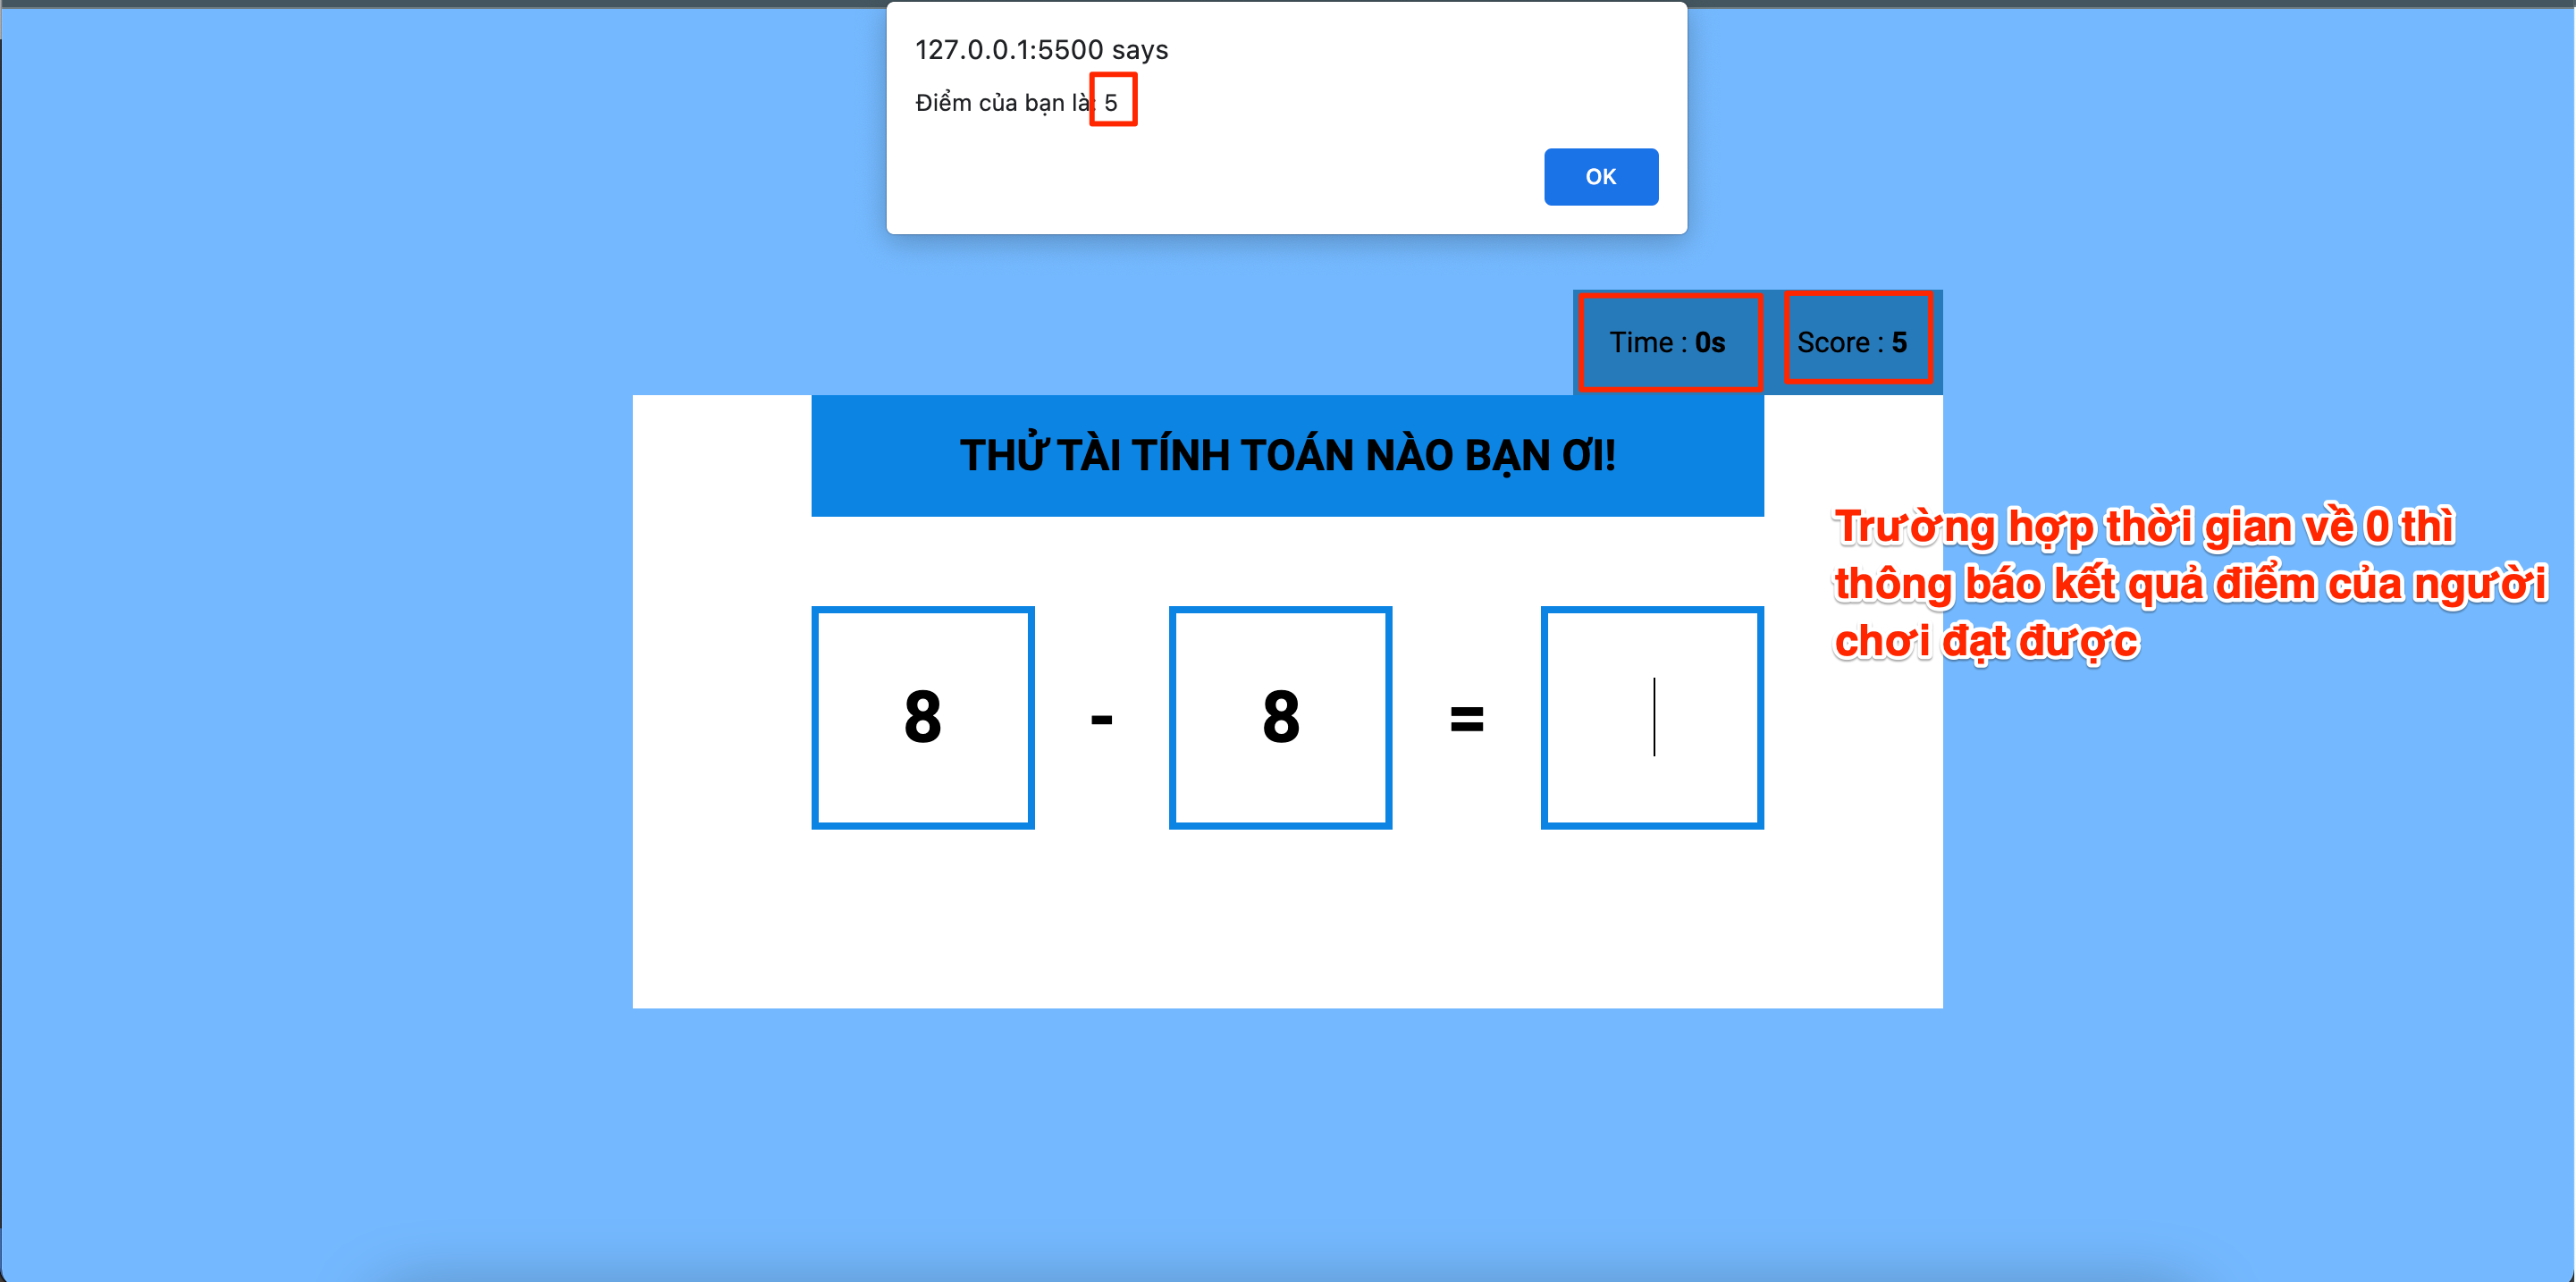 127.0.0.1:5500 says
Điểm của bạn là: 5
OK
Time : 0s
Score : 5
THỬ TÀI TÍNH TOÁN NÀO BẠN ƠI!
Trường hợp thời gian về 0 thì
thông báo kết quả điểm của người
chơi đạt được
8 - 8 =